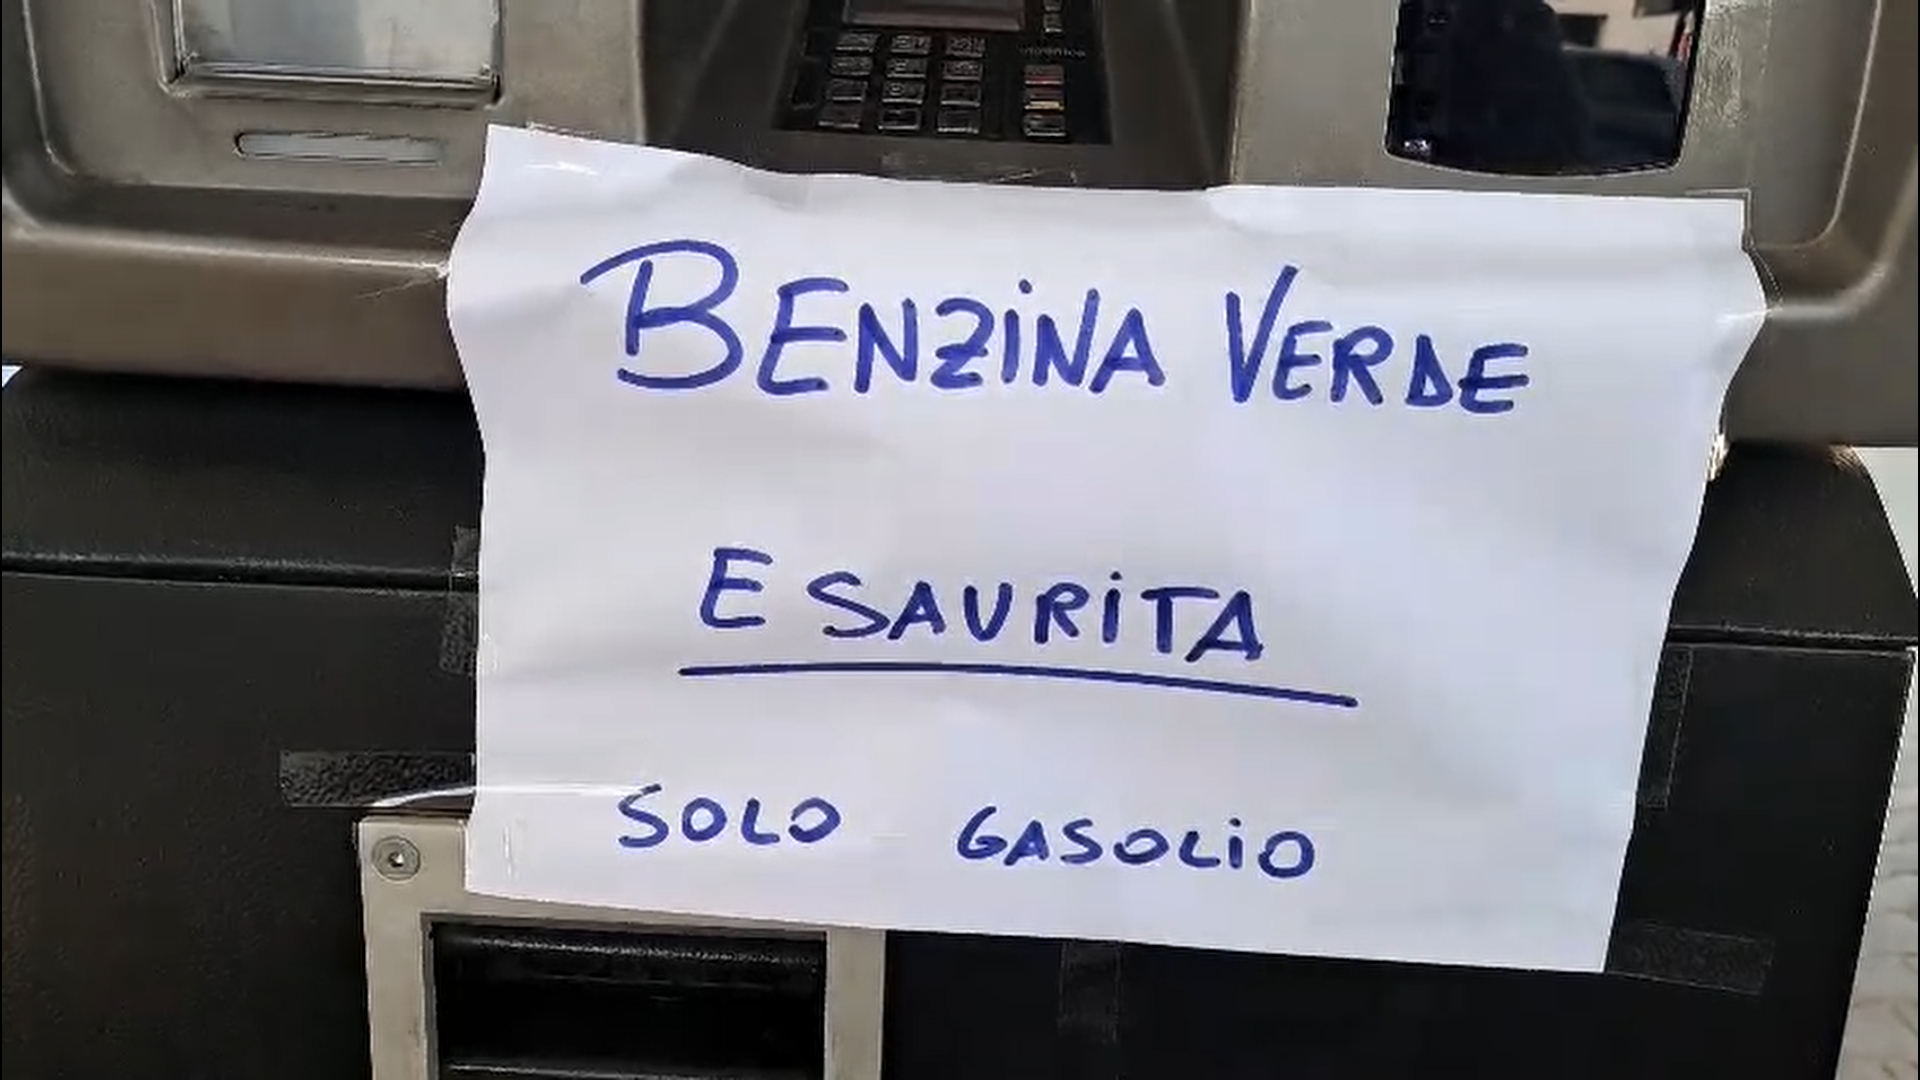 BENZINA VERDE
ESAURITA
SOLO GASOLIO